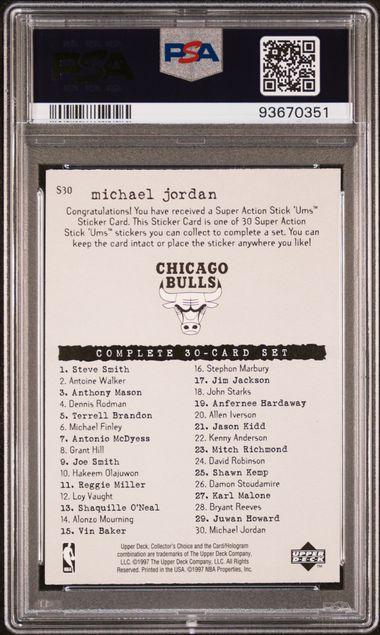 PSA
PSA
93670351
S30
michael jordan
Congratulations! You have received a Super Action Stick 'Ums™
Sticker Card. This Sticker Card is one of 30 Super Action
Stick 'Ums™ stickers you can collect to complete a set. You can
keep the card intact or place the sticker anywhere you like!
CHICAGO
BULLS
COMPLETE 30-CARD SET
1. Steve Smith
2. Antoine Walker
3. Anthony Mason
4. Dennis Rodman
5. Terrell Brandon
6. Michael Finley
7. Antonio McDyess
8. Grant Hill
9. Joe Smith
10. Hakeem Olajuwon
11. Reggie Miller
12. Loy Vaught
13. Shaquille O'Neal
14. Alonzo Mourning
15. Vin Baker
16. Stephon Marbury
17. Jim Jackson
18. John Starks
19. Anfernee Hardaway
20. Allen Iverson
21. Jason Kidd
22. Kenny Anderson
23. Mitch Richmond
24. David Robinson
25. Shawn Kemp
26. Damon Stoudamire
27. Karl Malone
28. Bryant Reeves
29. Juwan Howard
30. Michael Jordan
Upper Deck, Collector's Choice and the Card/Hologram
combination are trademarks of The Upper Deck Company,
LLC. ©1997 The Upper Deck Company, LLC. All Rights
Reserved. Printed in the USA. ©1997 NBA Properties, Inc.
UPPER
DECK